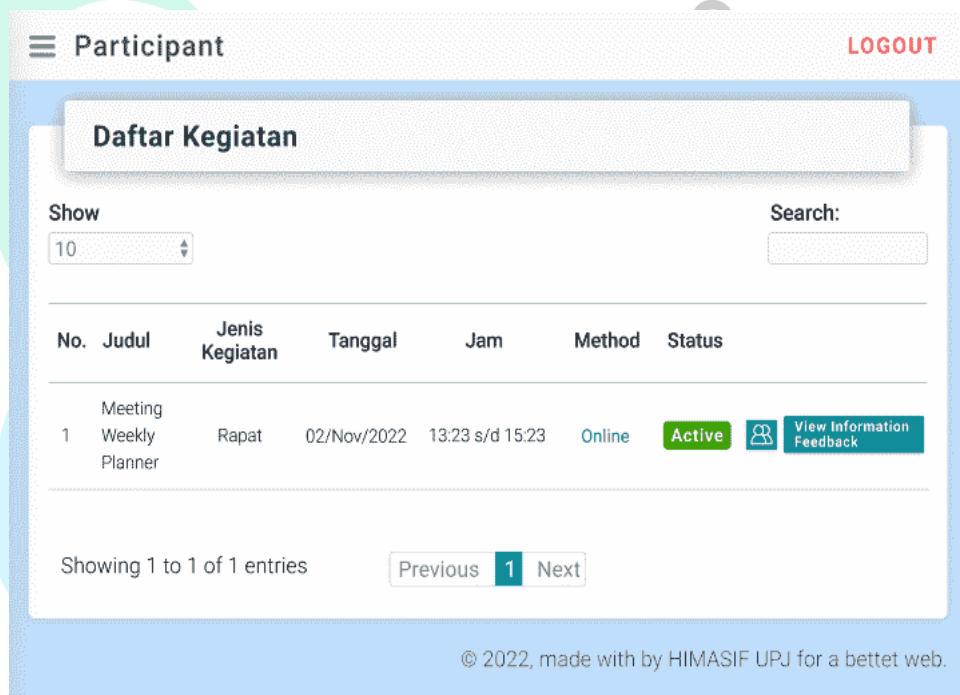 Participant
LOGOUT
Daftar Kegiatan
Show
Search:
10
No. Judul Jenis Kegiatan Tanggal Jam Method Status
1 Meeting Weekly Planner Rapat 02/Nov/2022 13:23 s/d 15:23 Online Active View Information Feedback
Showing 1 to 1 of 1 entries
Previous 1 Next
© 2022, made with by HIMASIF UPJ for a bettet web.